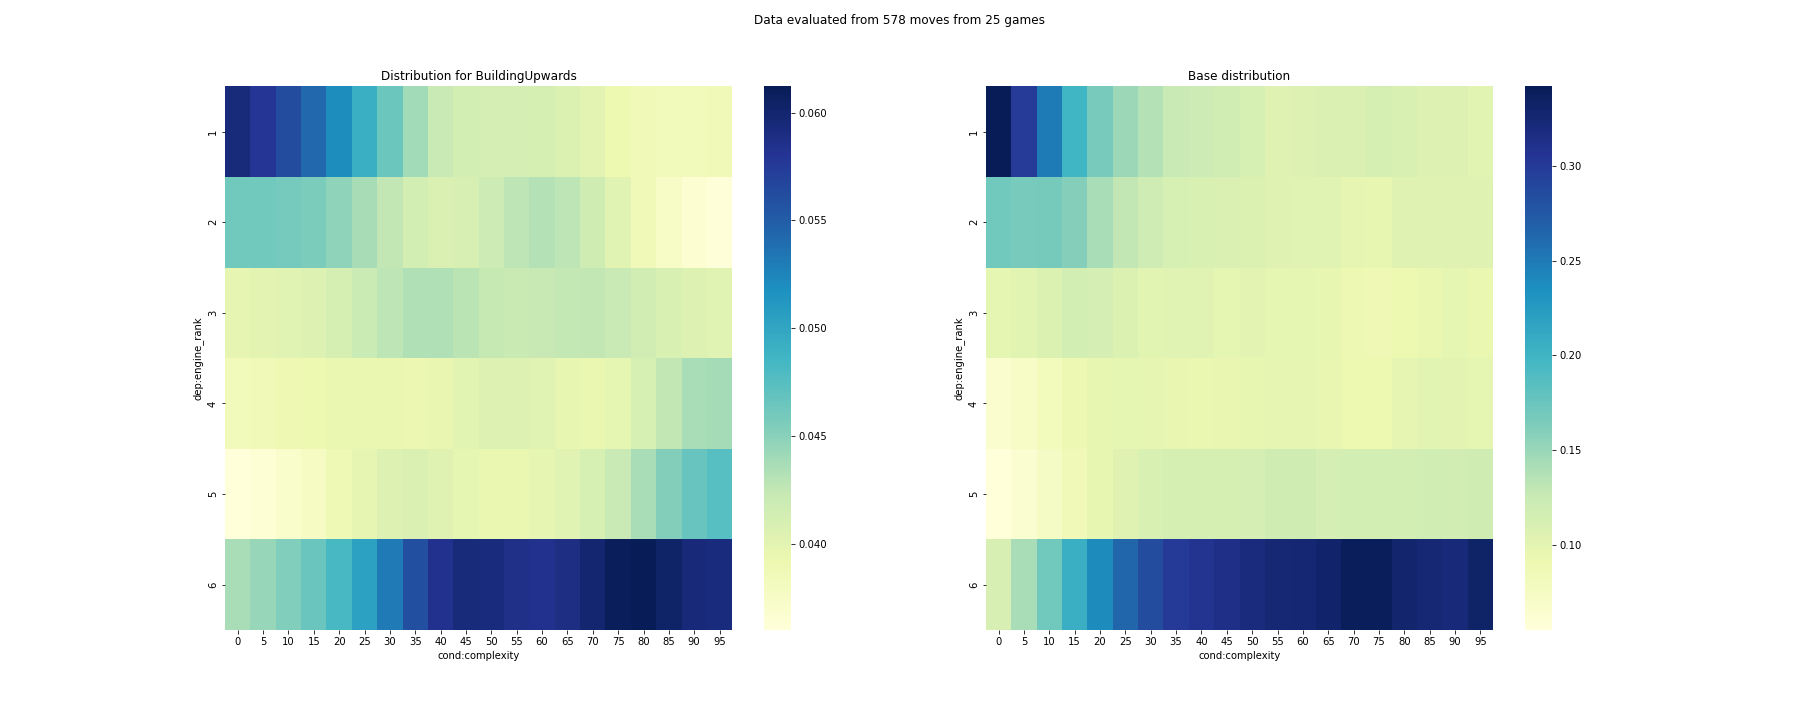 Data evaluated from 578 moves from 25 games
Distribution for BuildingUpwards
dep:engine_rank
1
2
3
4
5
6
0 5 10 15 20 25 30 35 40 45 50 55 60 65 70 75 80 85 90 95
cond:complexity
0.060
0.055
0.050
0.045
0.040
Base distribution
dep:engine_rank
1
2
3
4
5
6
0 5 10 15 20 25 30 35 40 45 50 55 60 65 70 75 80 85 90 95
cond:complexity
0.30
0.25
0.20
0.15
0.10